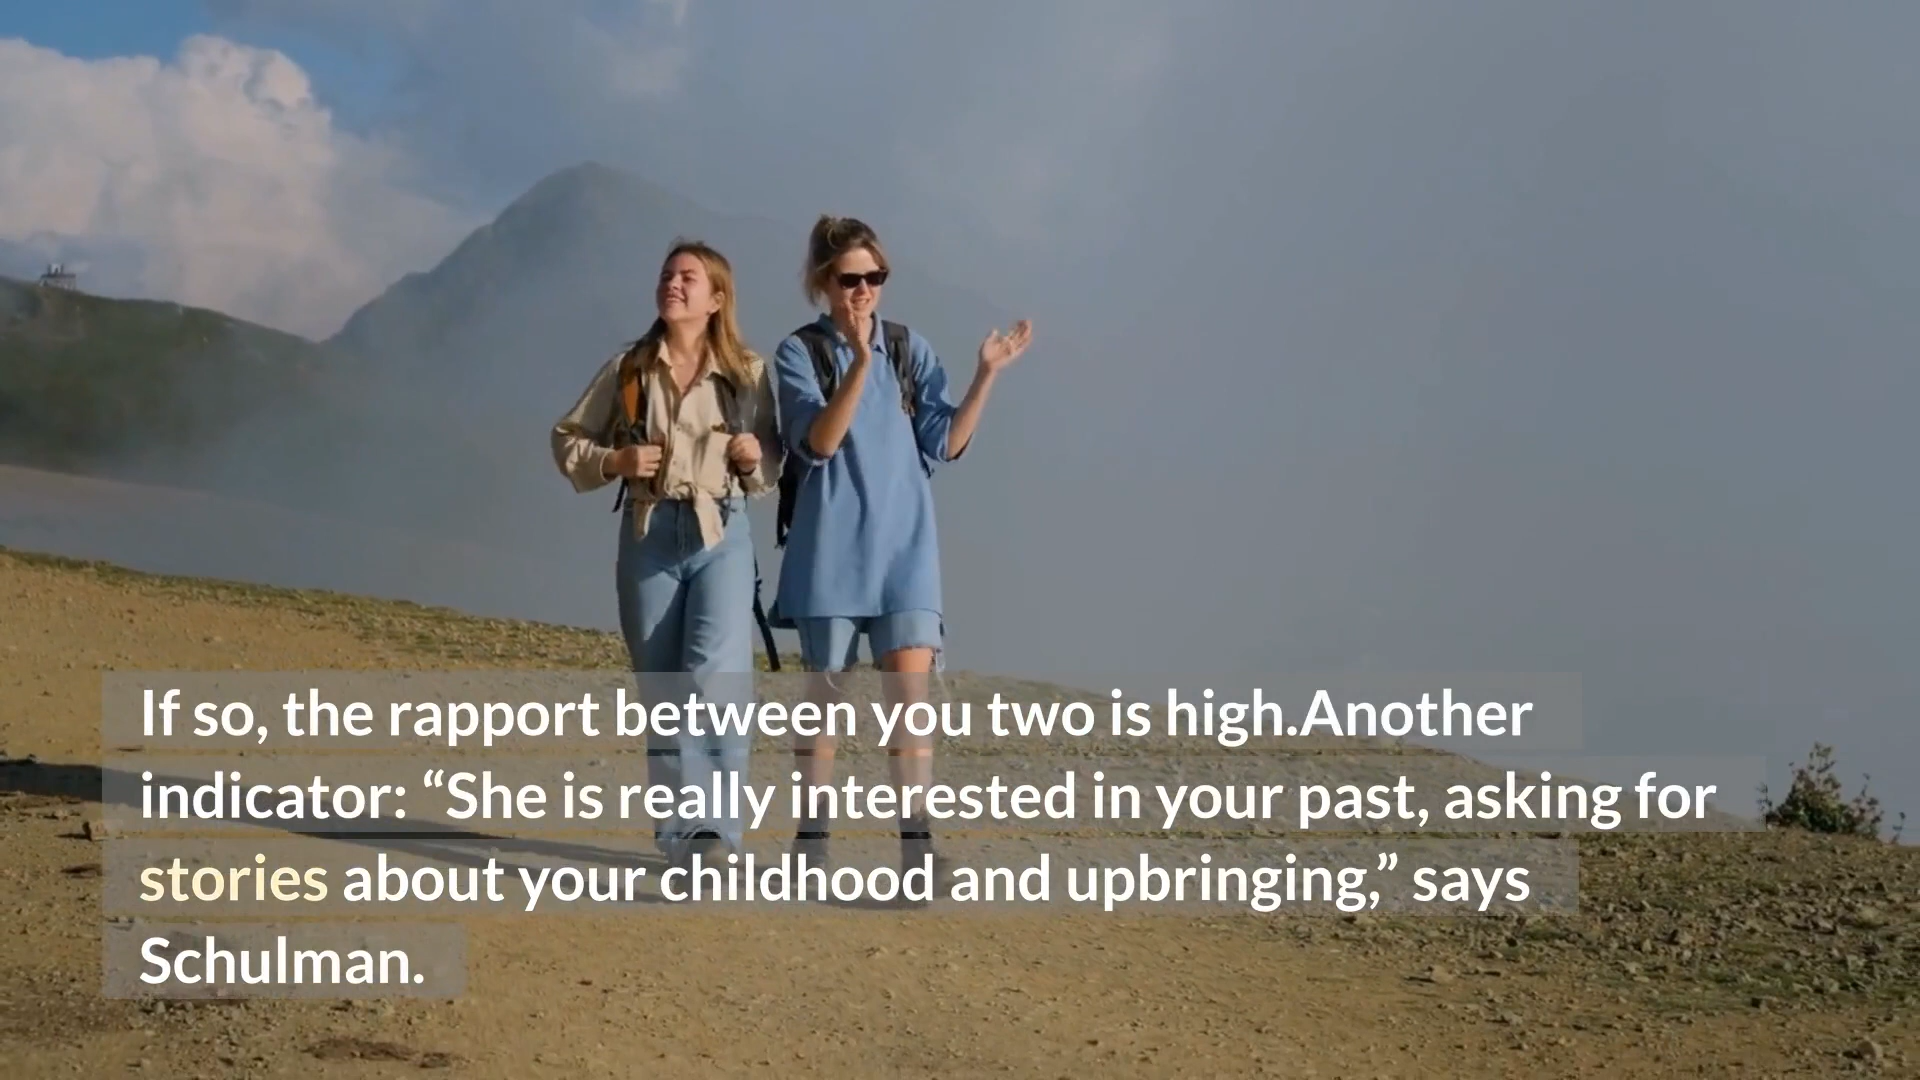 If so, the rapport between you two is high.Another
indicator: “She is really interested in your past, asking for
stories about your childhood and upbringing,” says
Schulman.